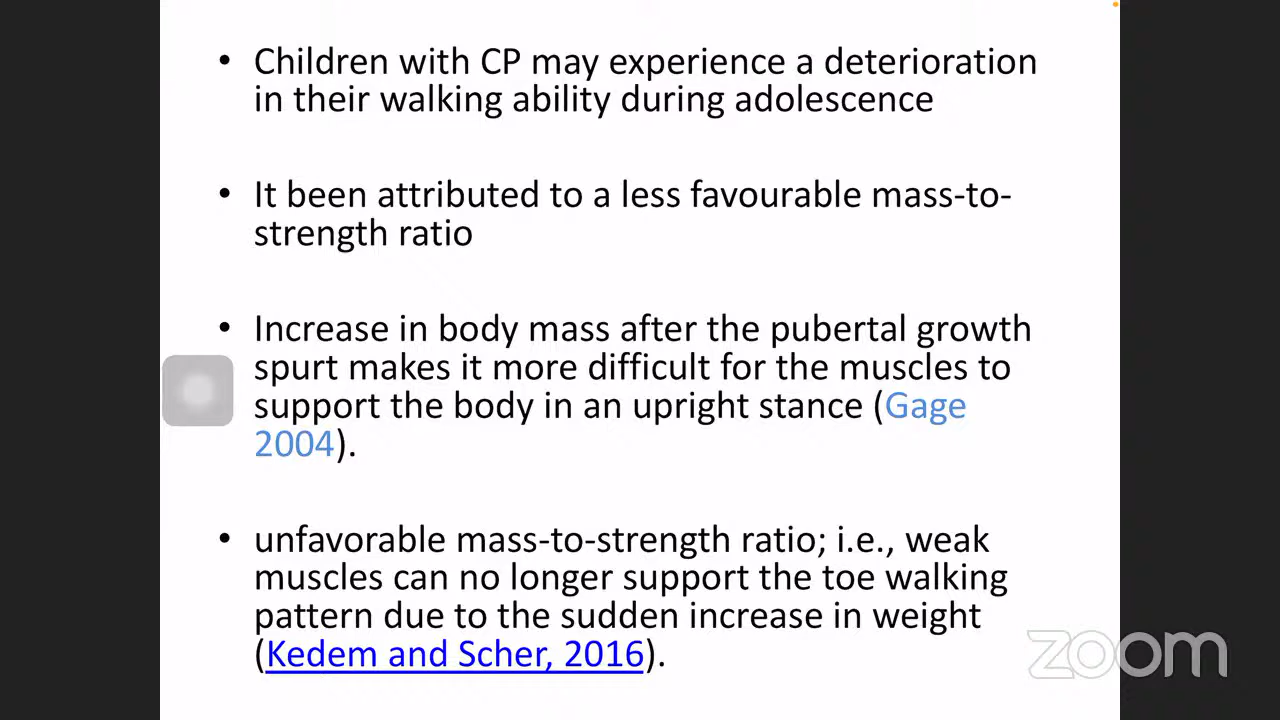 • Children with CP may experience a deterioration
in their walking ability during adolescence
• It been attributed to a less favourable mass-to-
strength ratio
• Increase in body mass after the pubertal growth
spurt makes it more difficult for the muscles to
support the body in an upright stance (Gage
2004).
• unfavorable mass-to-strength ratio; i.e., weak
muscles can no longer support the toe walking
pattern due to the sudden increase in weight
(Kedem and Scher, 2016).
zoom